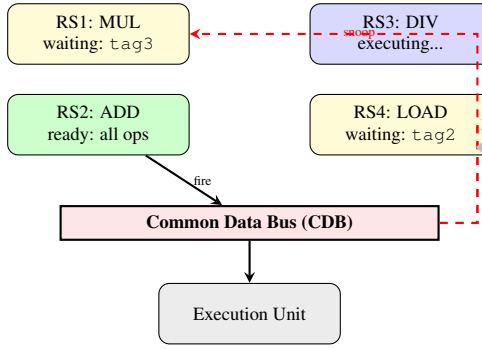 RS1: MUL
waiting: tag3
RS3: DIV
executing...
snoop
RS2: ADD
ready: all ops
RS4: LOAD
waiting: tag2
fire
Common Data Bus (CDB)
Execution Unit